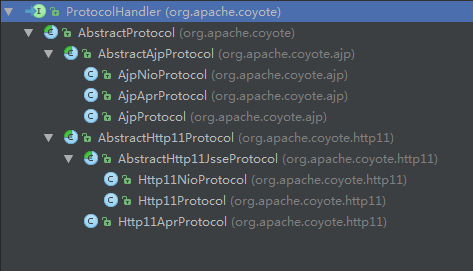 ProtocolHandler (org.apache.coyote)
AbstractProtocol (org.apache.coyote)
AbstractAjpProtocol (org.apache.coyote.ajp)
AjpNioProtocol (org.apache.coyote.ajp)
AjpAprProtocol (org.apache.coyote.ajp)
AjpProtocol (org.apache.coyote.ajp)
AbstractHttp11Protocol (org.apache.coyote.http11)
AbstractHttp11JsseProtocol (org.apache.coyote.http11)
Http11NioProtocol (org.apache.coyote.http11)
Http11Protocol (org.apache.coyote.http11)
Http11AprProtocol (org.apache.coyote.http11)